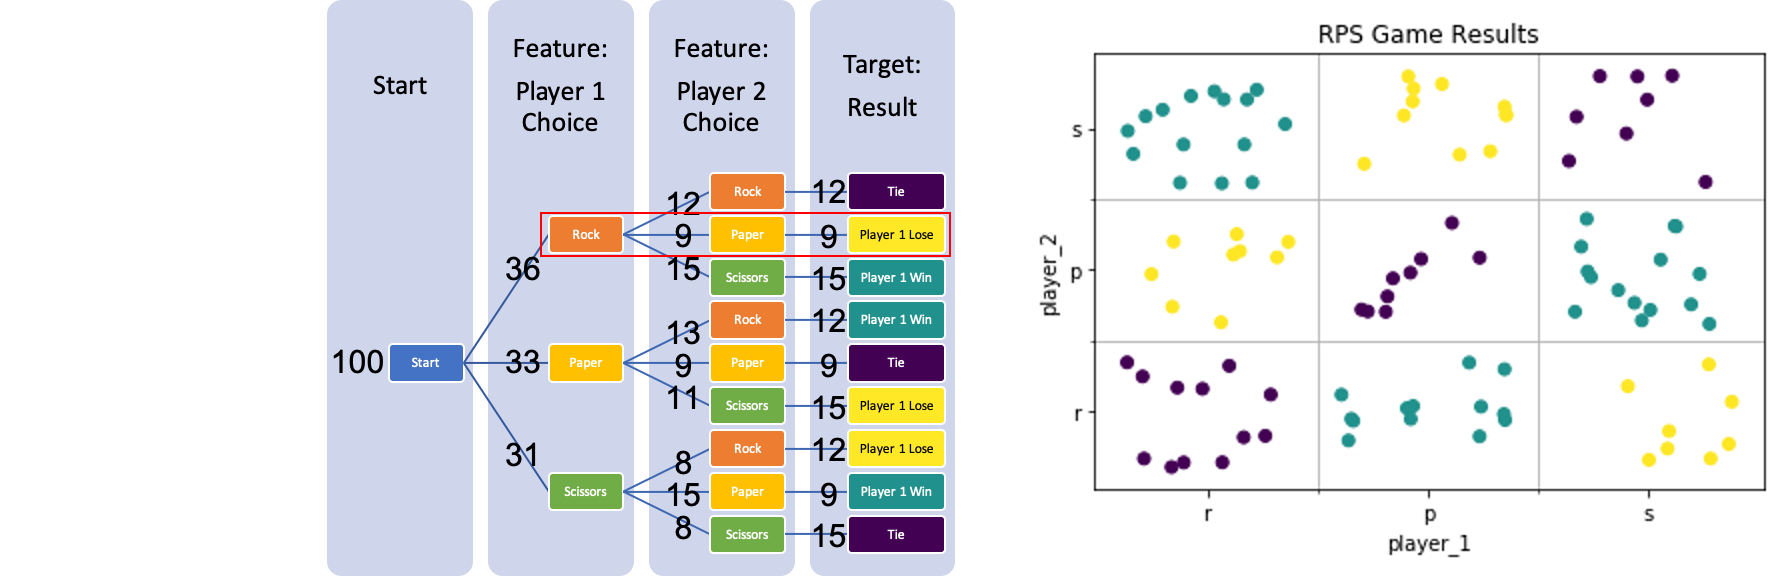 Start
Feature:
Player 1
Choice
Feature:
Player 2
Choice
Target:
Result
100 Start
36 Rock
12 Rock 12 Tie
9 Paper 9 Player 1 Lose
15 Scissors 15 Player 1 Win
33 Paper
13 Rock 12 Player 1 Win
9 Paper 9 Tie
11 Scissors 15 Player 1 Lose
31 Scissors
8 Rock 12 Player 1 Lose
15 Paper 9 Player 1 Win
8 Scissors 15 Tie
RPS Game Results
player_2
s
p
r
r p s
player_1